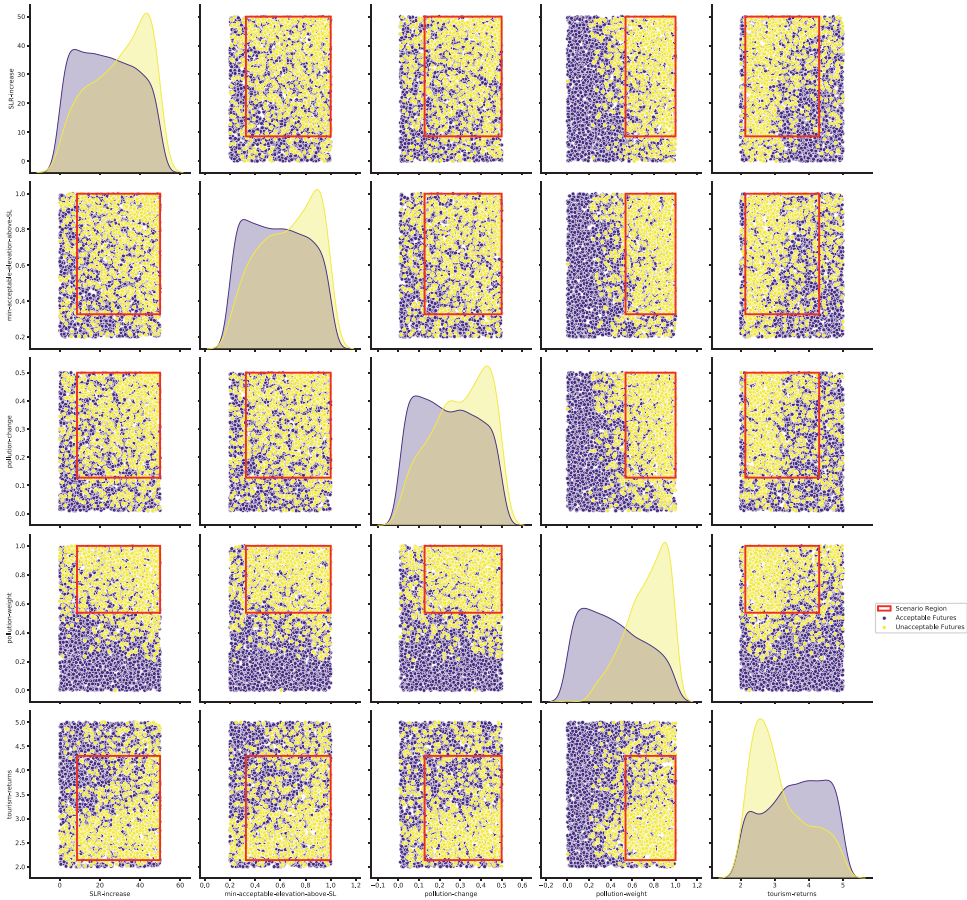 SLR-increase
50
40
30
20
10
0
min-acceptable-elevation-above-SL
1.0
0.8
0.6
0.4
0.2
pollution-change
0.5
0.4
0.3
0.2
0.1
0.0
pollution-weight
1.0
0.8
0.6
0.4
0.2
0.0
Scenario Region
Acceptable Futures
Unacceptable Futures
tourism-returns
5.0
4.5
4.0
3.5
3.0
2.5
2.0
0 20 40 60
0.0 0.2 0.4 0.6 0.8 1.0 1.2
−0.1 0.0 0.1 0.2 0.3 0.4 0.5 0.6
−0.2 0.0 0.2 0.4 0.6 0.8 1.0 1.2
2 3 4 5
SLR-increase
min-acceptable-elevation-above-SL
pollution-change
pollution-weight
tourism-returns